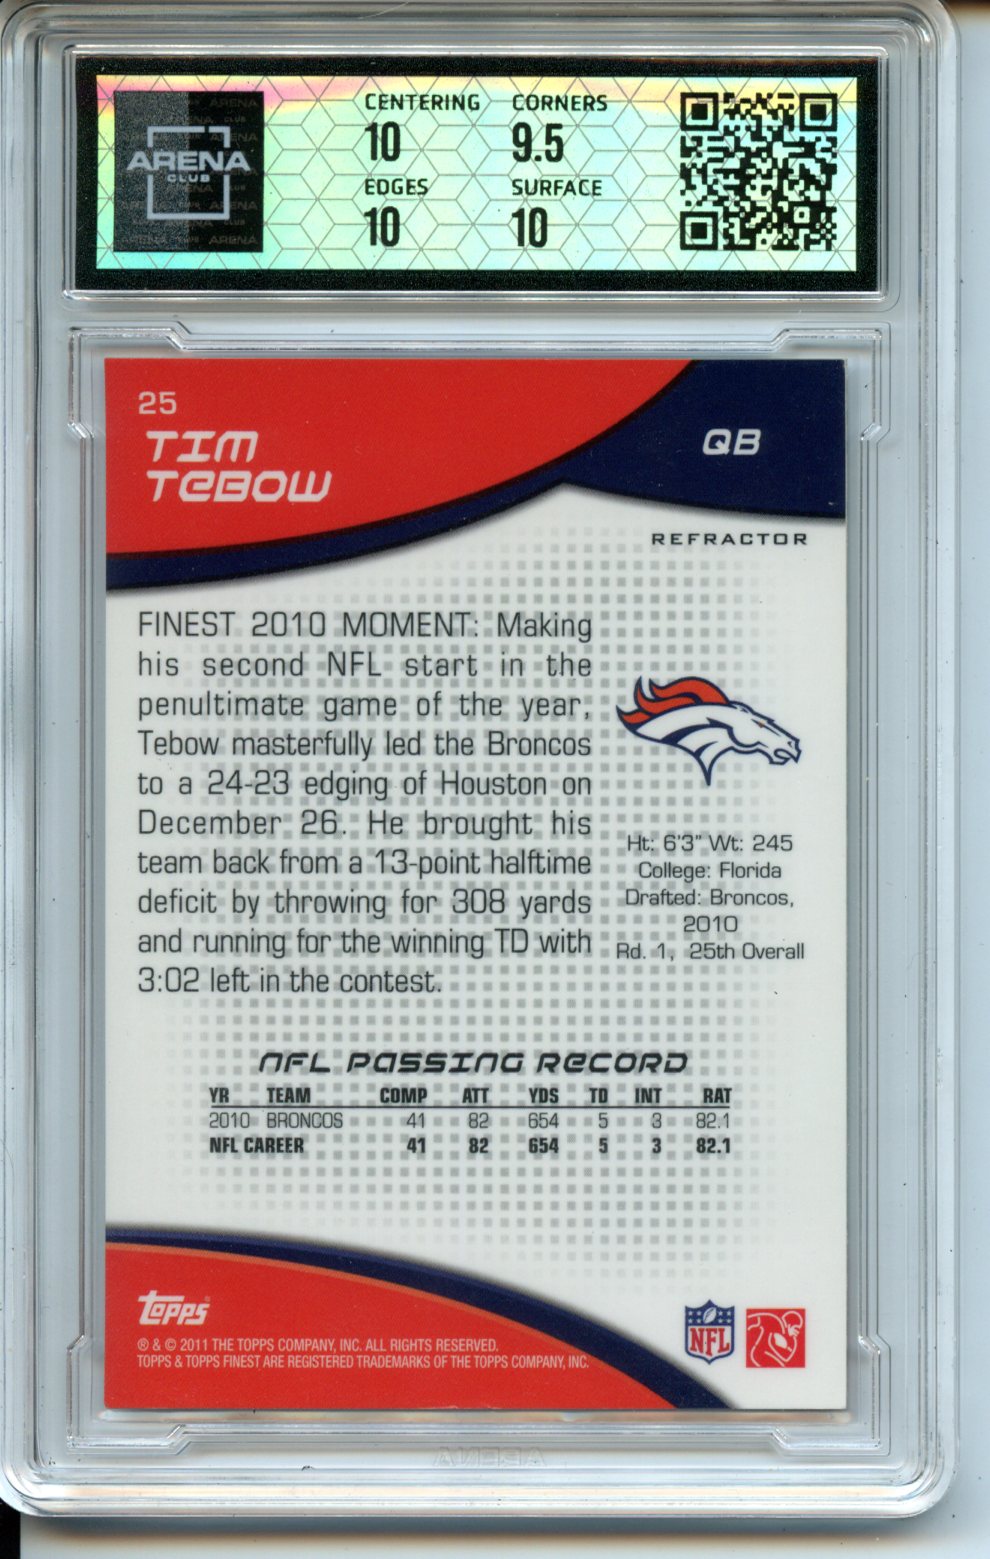 ARENA
CLUB
CENTERING CORNERS
10 9.5
EDGES SURFACE
10 10
25
TIM
TEBOW
QB
REFRACTOR
FINEST 2010 MOMENT: Making
his second NFL start in the
penultimate game of the year,
Tebow masterfully led the Broncos
to a 24-23 edging of Houston on
December 26. He brought his
team back from a 13-point halftime
deficit by throwing for 308 yards
and running for the winning TD with
3:02 left in the contest.
Ht: 6'3" Wt: 245
College: Florida
Drafted: Broncos,
2010
Rd. 1, 25th Overall
NFL PASSING RECORD
YR TEAM COMP ATT YDS TD INT RAT
2010 BRONCOS 41 82 654 5 3 82.1
NFL CAREER 41 82 654 5 3 82.1
Topps
® & © 2011 THE TOPPS COMPANY, INC. ALL RIGHTS RESERVED.
TOPPS & TOPPS FINEST ARE REGISTERED TRADEMARKS OF THE TOPPS COMPANY, INC.
NFL
ARENA